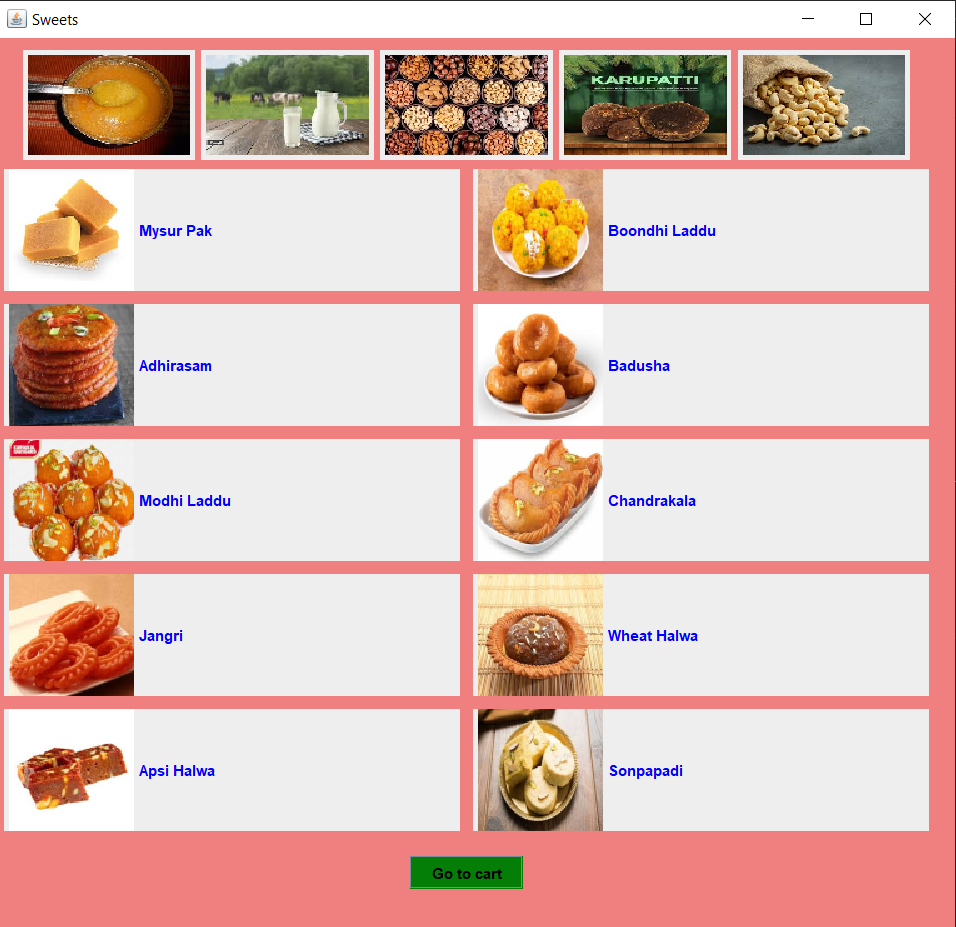 Sweets
KARUPATTI
Mysur Pak
Boondhi Laddu
Adhirasam
Badusha
Modhi Laddu
Chandrakala
Jangri
Wheat Halwa
Apsi Halwa
Sonpapadi
Go to cart